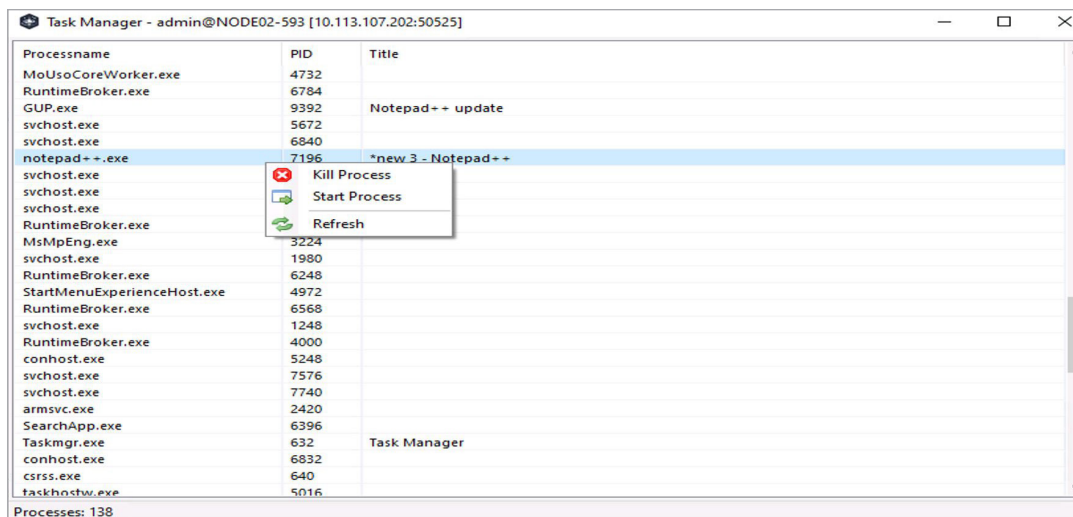 Task Manager - admin@NODE02-593 [10.113.107.202:50525]
Processname PID Title
MoUsoCoreWorker.exe 4732
RuntimeBroker.exe 6784
GUP.exe 9392 Notepad++ update
svchost.exe 5672
svchost.exe 6840
notepad++.exe 7196 *new 3 - Notepad++
svchost.exe Kill Process
svchost.exe Start Process
svchost.exe
RuntimeBroker.exe Refresh
MsMpEng.exe 3224
svchost.exe 1980
RuntimeBroker.exe 6248
StartMenuExperienceHost.exe 4972
RuntimeBroker.exe 6568
svchost.exe 1248
RuntimeBroker.exe 4000
conhost.exe 5248
svchost.exe 7576
svchost.exe 7740
armsvc.exe 2420
SearchApp.exe 6396
Taskmgr.exe 632 Task Manager
conhost.exe 6832
csrss.exe 640
taskhostw.exe 5016
Processes: 138